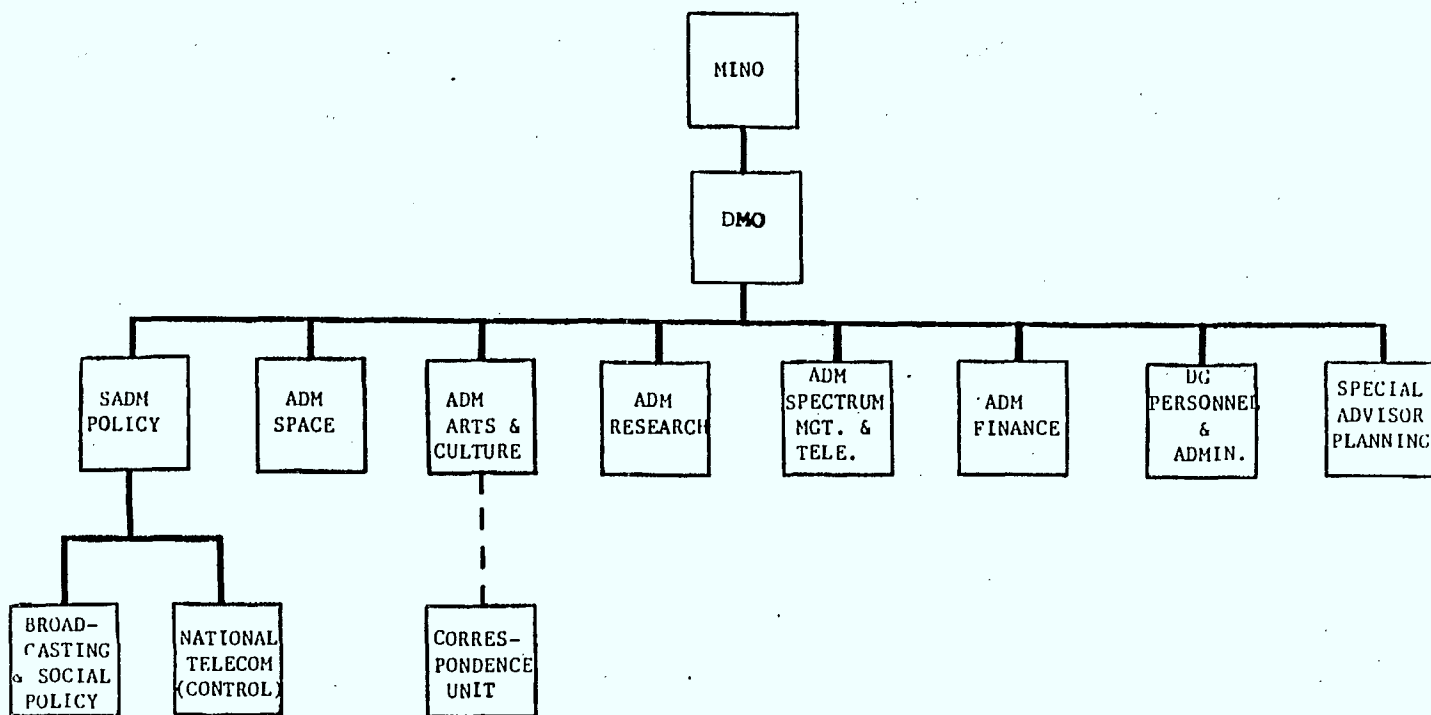 MINO
DMO
SADM
POLICY
ADM
SPACE
ADM
ARTS &
CULTURE
ADM
RESEARCH
ADM
SPECTRUM
MGT. &
TELE.
ADM
FINANCE
DG
PERSONNEL
&
ADMIN.
SPECIAL
ADVISOR
PLANNING
BROAD-
CASTING
& SOCIAL
POLICY
NATIONAL
TELECOM
(CONTROL)
CORRES-
PONDENCE
UNIT